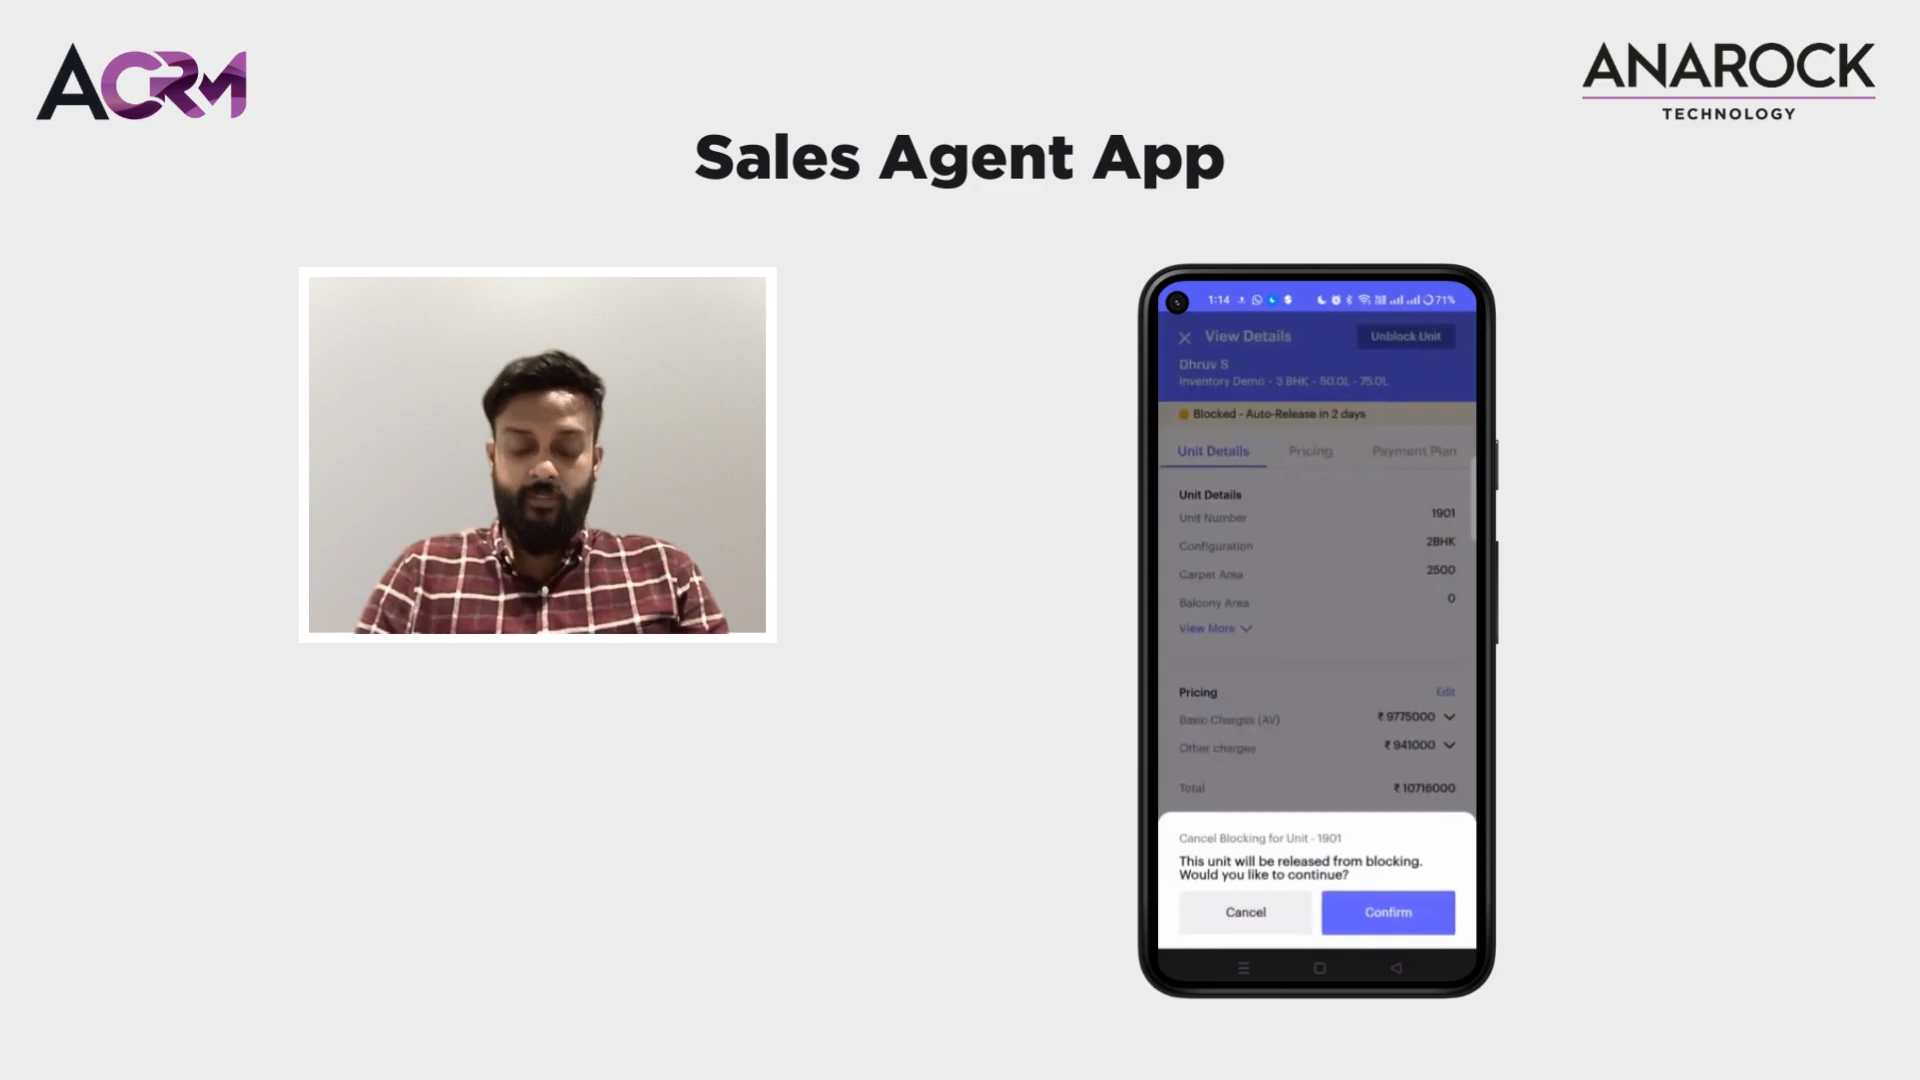 ACRM
ANAROCK
TECHNOLOGY
Sales Agent App
1:14
71%
View Details
Unblock Unit
Dhruv S
Inventory Demo - 3 BHK - 50.0L - 75.0L
Blocked - Auto-Release in 2 days
Unit Details Pricing Payment Plan
Unit Details
Unit Number 1901
Configuration 2BHK
Carpet Area 2500
Balcony Area 0
View More
Pricing Edit
Basic Charges (AV) ₹ 9775000
Other charges ₹ 941000
Total ₹ 10716000
Cancel Blocking for Unit - 1901
This unit will be released from blocking.
Would you like to continue?
Cancel Confirm